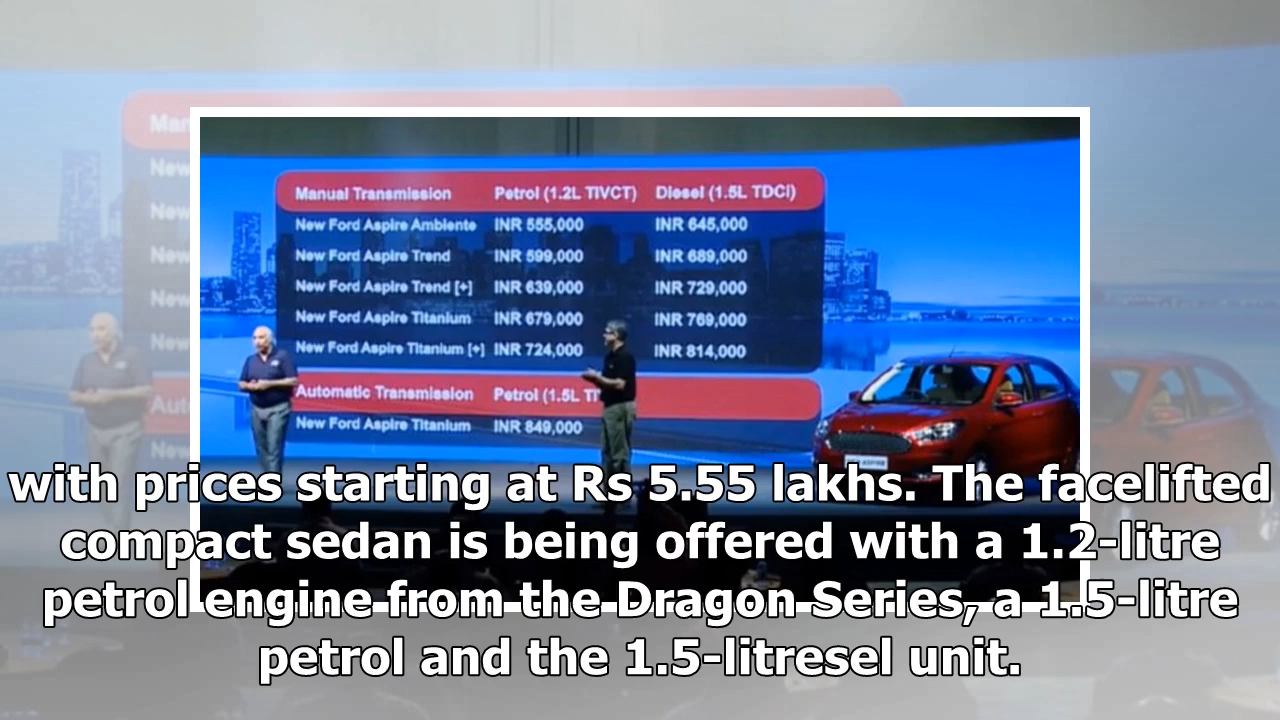 Manual Transmission Petrol (1.2L TIVCT) Diesel (1.5L TDCi)
New Ford Aspire Ambiente INR 555,000 INR 645,000
New Ford Aspire Trend INR 599,000 INR 689,000
New Ford Aspire Trend [+] INR 639,000 INR 729,000
New Ford Aspire Titanium INR 679,000 INR 769,000
New Ford Aspire Titanium [+] INR 724,000 INR 814,000
Automatic Transmission Petrol (1.5L
New Ford Aspire Titanium INR 849,000
with prices starting at Rs 5.55 lakhs. The facelifted
compact sedan is being offered with a 1.2-litre
petrol engine from the Dragon Series, a 1.5-litre
petrol and the 1.5-litresel unit.